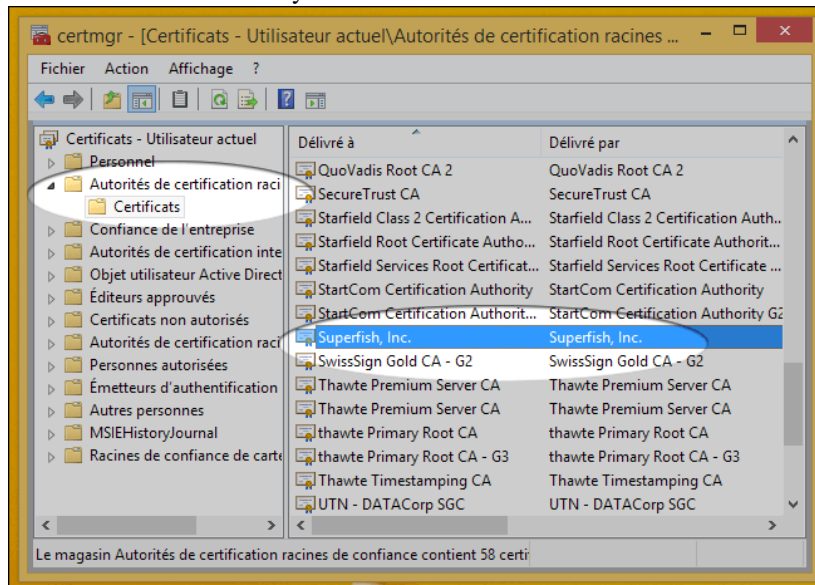 certmgr - [Certificats - Utilisateur actuel\Autorités de certification racines ...
Fichier Action Affichage ?
Certificats - Utilisateur actuel
Personnel
Autorités de certification raci
Certificats
Confiance de l'entreprise
Autorités de certification inte
Objet utilisateur Active Direct
Éditeurs approuvés
Certificats non autorisés
Autorités de certification raci
Personnes autorisées
Émetteurs d'authentification
Autres personnes
MSIEHistoryJournal
Racines de confiance de carte
Délivré à Délivré par
QuoVadis Root CA 2 QuoVadis Root CA 2
SecureTrust CA SecureTrust CA
Starfield Class 2 Certification A... Starfield Class 2 Certification Auth..
Starfield Root Certificate Autho... Starfield Root Certificate Authorit...
Starfield Services Root Certificat... Starfield Services Root Certificate ...
StartCom Certification Authority StartCom Certification Authority
StartCom Certification Authorit... StartCom Certification Authority G2
Superfish, Inc. Superfish, Inc.
SwissSign Gold CA - G2 SwissSign Gold CA - G2
Thawte Premium Server CA Thawte Premium Server CA
Thawte Premium Server CA Thawte Premium Server CA
thawte Primary Root CA thawte Primary Root CA
thawte Primary Root CA - G3 thawte Primary Root CA - G3
Thawte Timestamping CA Thawte Timestamping CA
UTN - DATACorp SGC UTN - DATACorp SGC
Le magasin Autorités de certification racines de confiance contient 58 certi